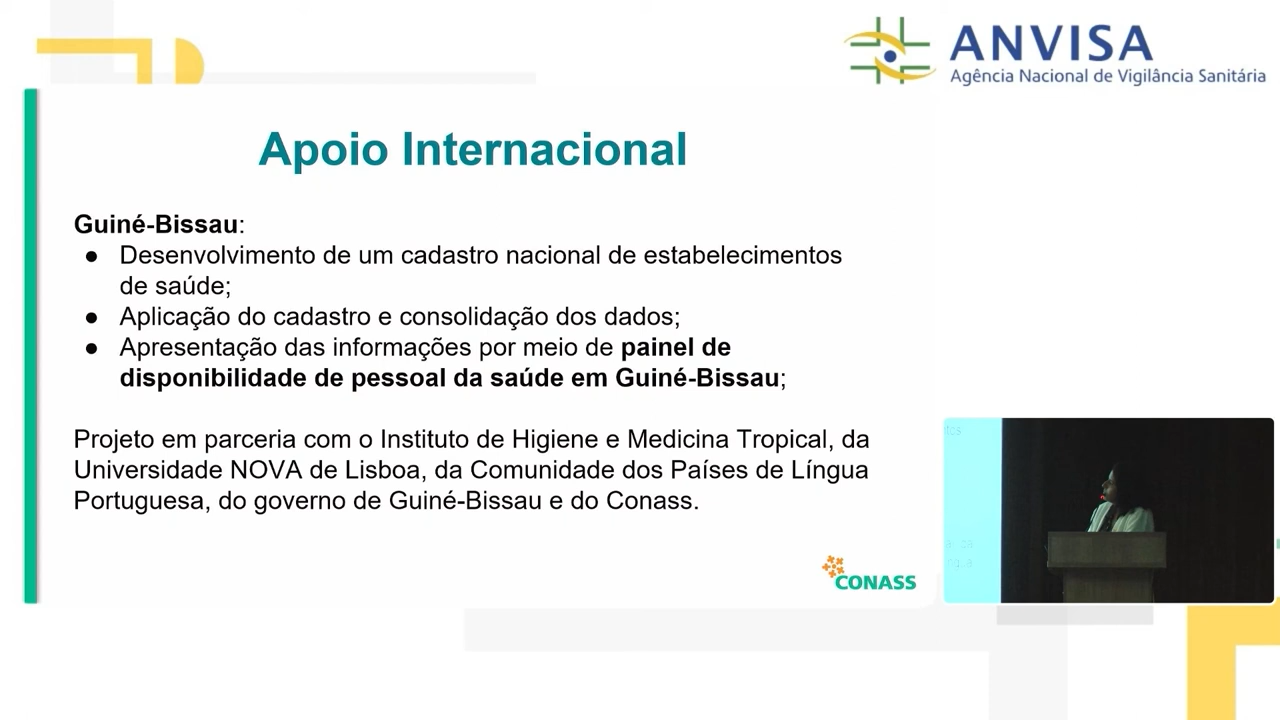 ANVISA
Agência Nacional de Vigilância Sanitária
Apoio Internacional
Guiné-Bissau:
● Desenvolvimento de um cadastro nacional de estabelecimentos
de saúde;
● Aplicação do cadastro e consolidação dos dados;
● Apresentação das informações por meio de painel de
disponibilidade de pessoal da saúde em Guiné-Bissau;
Projeto em parceria com o Instituto de Higiene e Medicina Tropical, da
Universidade NOVA de Lisboa, da Comunidade dos Países de Língua
Portuguesa, do governo de Guiné-Bissau e do Conass.
CONASS